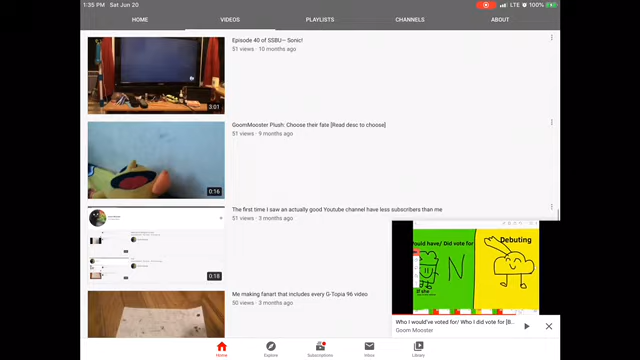 1:35 PM Sat Jun 20
LTE 100%
HOME VIDEOS PLAYLISTS CHANNELS ABOUT
Episode 40 of SSBU— Sonic!
51 views · 10 months ago
3:01
GoomMooster Plush: Choose their fate [Read desc to choose]
51 views · 9 months ago
0:16
The first time I saw an actually good Youtube channel have less subscribers than me
51 views · 3 months ago
0:18
ould have/ Did vote for
Debuting
N
If she
Me making fanart that includes every G-Topia 96 video
50 views · 3 months ago
Who I would've voted for/ Who I did vote for [B...
Goom Mooster
Home Explore Subscriptions Inbox Library